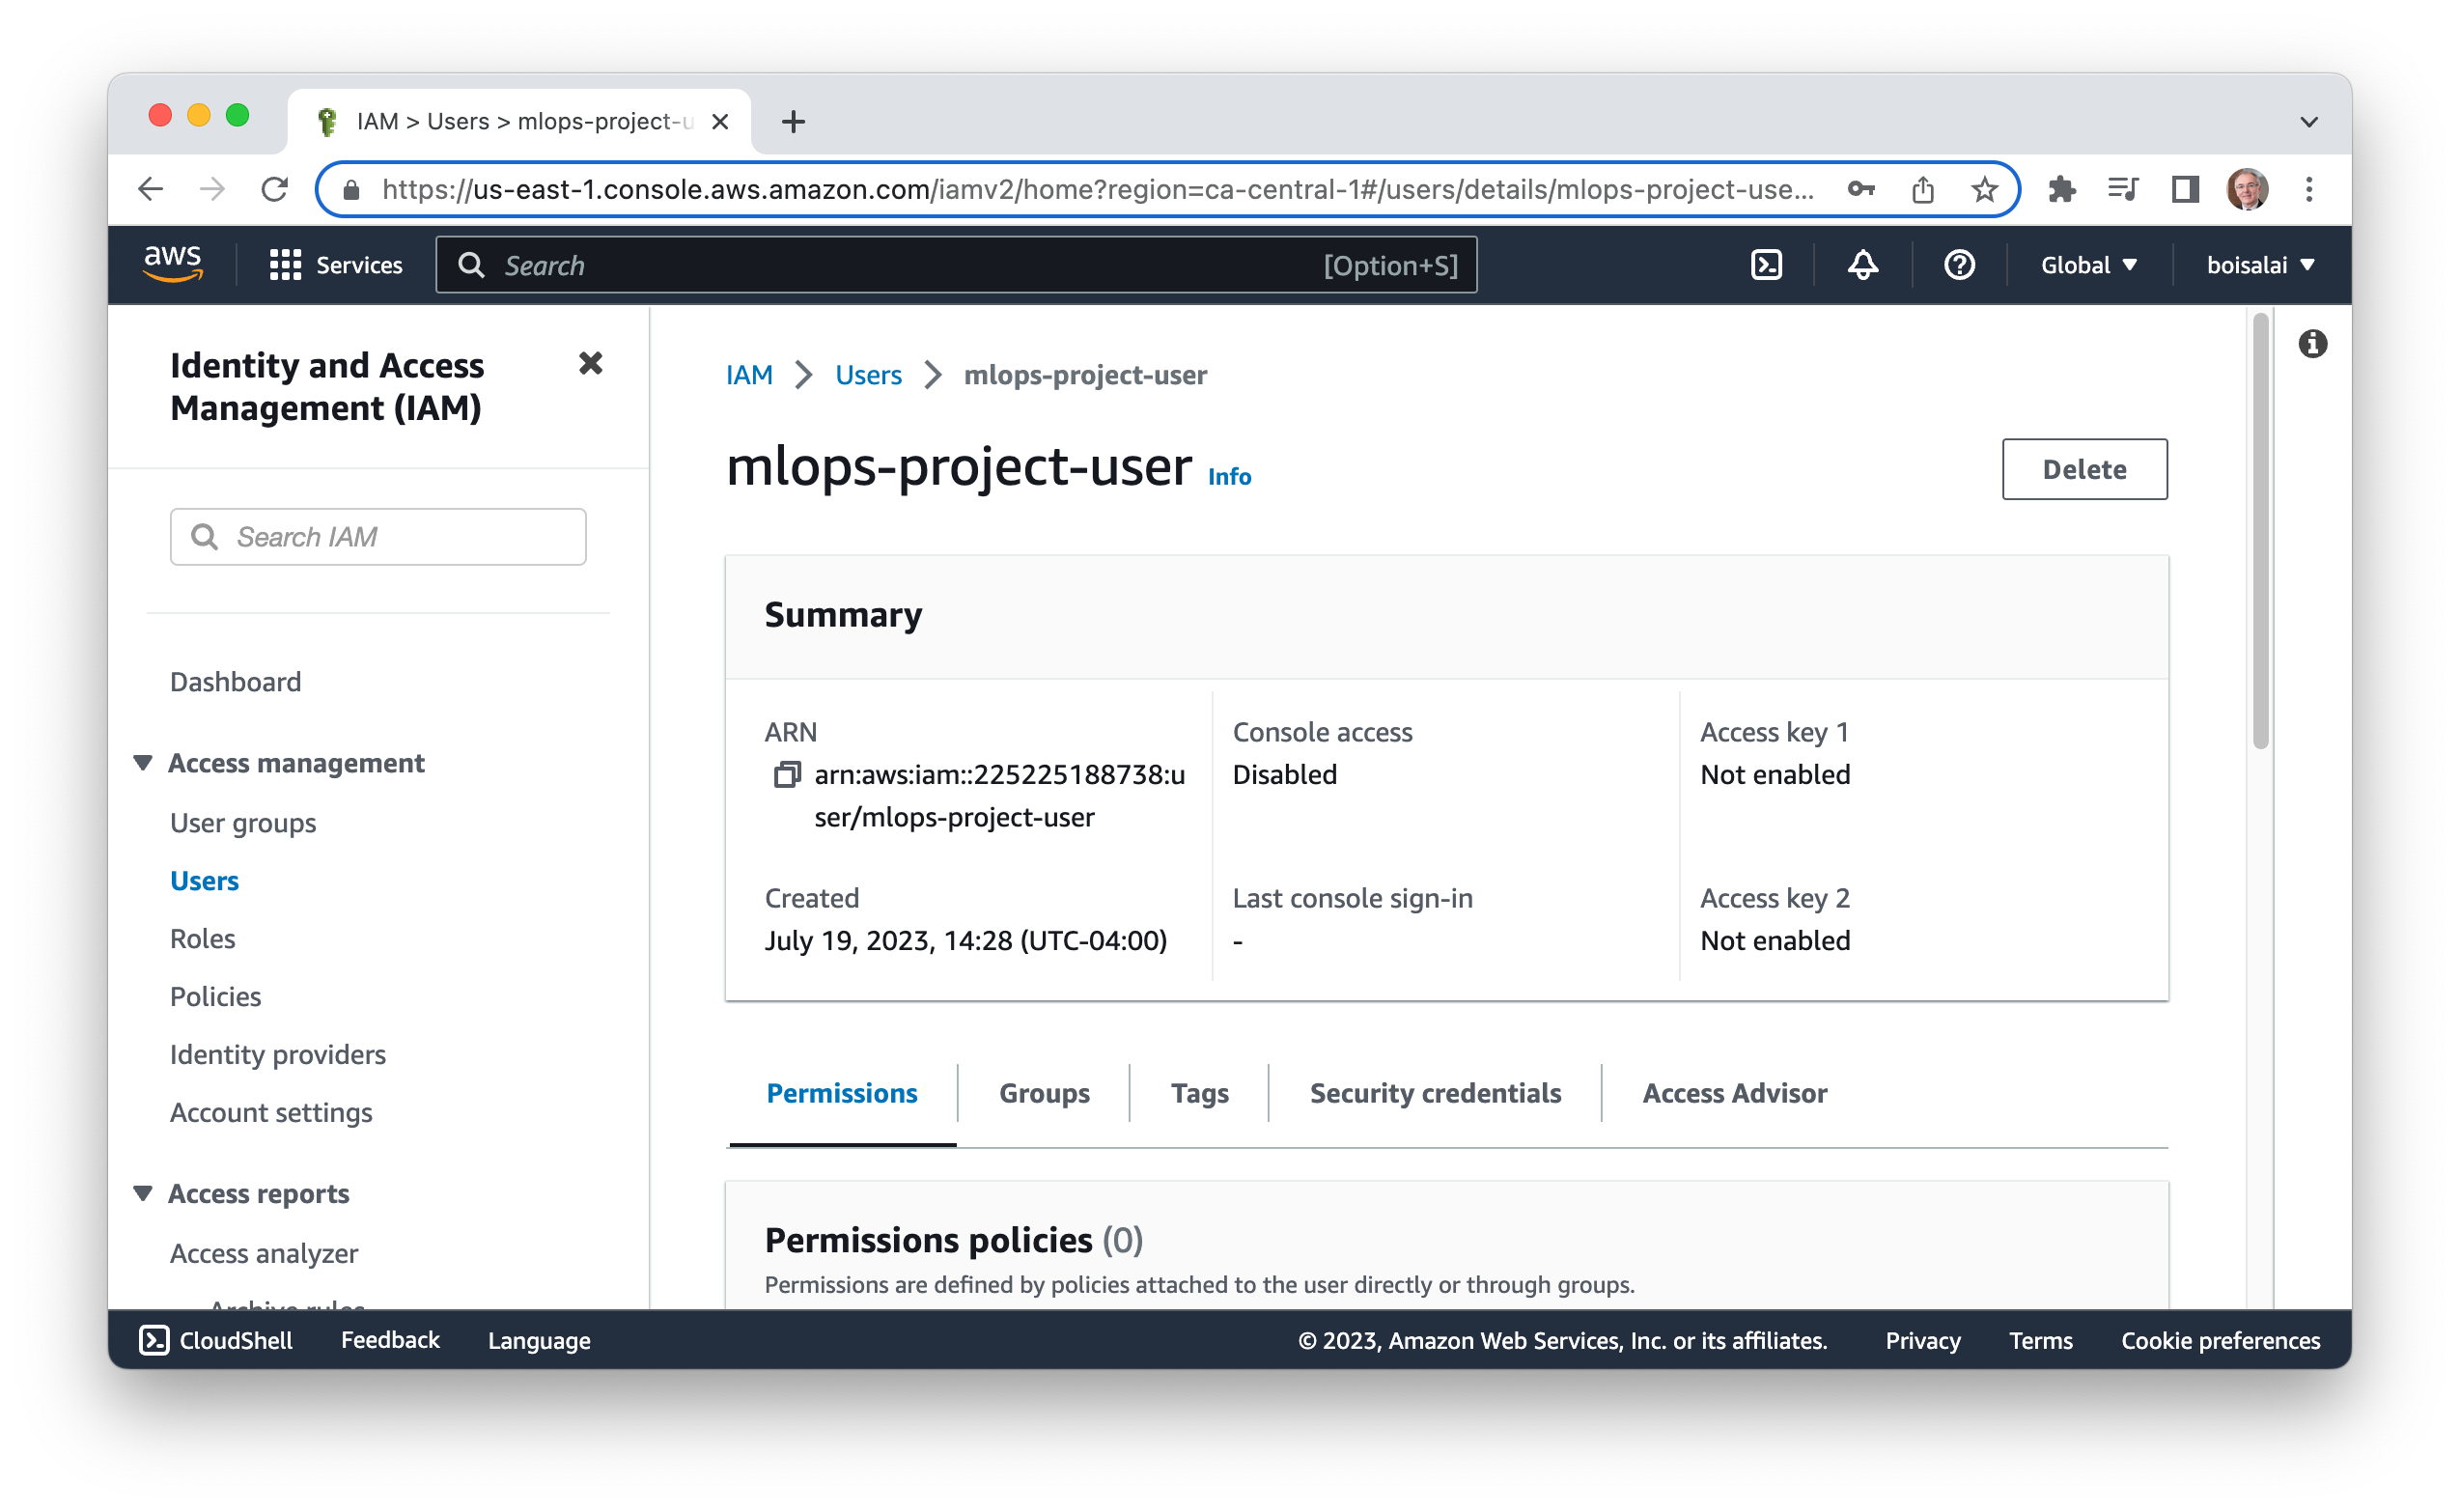 IAM > Users > mlops-project-u
https://us-east-1.console.aws.amazon.com/iamv2/home?region=ca-central-1#/users/details/mlops-project-use...
aws
Services
Search
[Option+S]
Global
boisalai
Identity and Access
Management (IAM)
Search IAM
Dashboard
Access management
User groups
Users
Roles
Policies
Identity providers
Account settings
Access reports
Access analyzer
Archive rules
IAM > Users > mlops-project-user
mlops-project-user Info
Delete
Summary
ARN
arn:aws:iam::225225188738:u
ser/mlops-project-user
Console access
Disabled
Access key 1
Not enabled
Created
July 19, 2023, 14:28 (UTC-04:00)
Last console sign-in
-
Access key 2
Not enabled
Permissions
Groups
Tags
Security credentials
Access Advisor
Permissions policies (0)
Permissions are defined by policies attached to the user directly or through groups.
CloudShell
Feedback
Language
© 2023, Amazon Web Services, Inc. or its affiliates.
Privacy
Terms
Cookie preferences